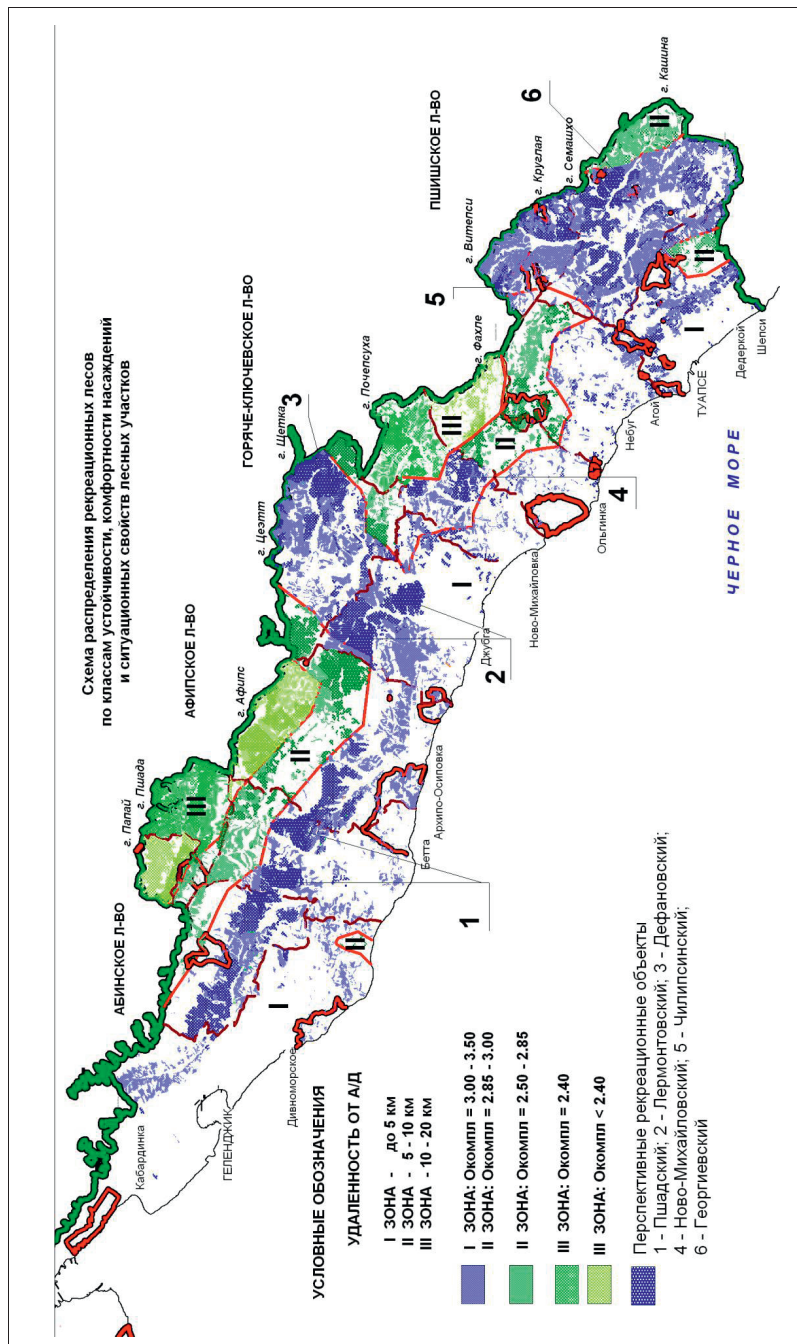 Схема распределения рекреационных лесов
по классам устойчивости, комфортности насаждений
и ситуационных свойств лесных участков
АБИНСКОЕ Л-ВО
АФИПСКОЕ Л-ВО
ГОРЯЧЕ-КЛЮЧЕВСКОЕ Л-ВО
ПШИШСКОЕ Л-ВО
г. Папай
г. Пшада
г. Афипс
г. Цеэтт
г. Щетка
г. Почепсуха
г. Фахле
г. Витепси
г. Круглая
г. Семашхо
г. Кашина
3
5
6
III
II
II
III
II
II
II
I
I
I
1
2
4
Кабардинка
ГЕЛЕНДЖИК
Дивноморское
Бетта
Архипо-Осиповка
Джубга
Ново-Михайловка
Ольгинка
Небуг
Агой
ТУАПСЕ
Дедеркой
Шепси
ЧЕРНОЕ МОРЕ
УСЛОВНЫЕ ОБОЗНАЧЕНИЯ
УДАЛЕННОСТЬ ОТ А/Д
I ЗОНА - до 5 км
II ЗОНА - 5 - 10 км
III ЗОНА - 10 - 20 км
I ЗОНА: Окомпл = 3.00 - 3.50
II ЗОНА: Окомпл = 2.85 - 3.00
II ЗОНА: Окомпл = 2.50 - 2.85
III ЗОНА: Окомпл = 2.40
III ЗОНА: Окомпл < 2.40
Перспективные рекреационные объекты
1 - Пшадский; 2 - Лермонтовский; 3 - Дефановский;
4 - Ново-Михайловский; 5 - Чилипсинский;
6 - Георгиевский